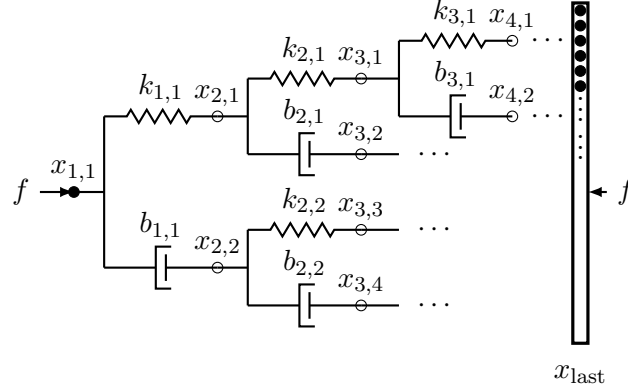 k3,1 x4,1
k2,1 x3,1 ···
k1,1 x2,1 b3,1 x4,2
b2,1 x3,2 ···
x1,1 ···
f f
b1,1 k2,2 x3,3
x2,2 ···
b2,2 x3,4
···
xlast